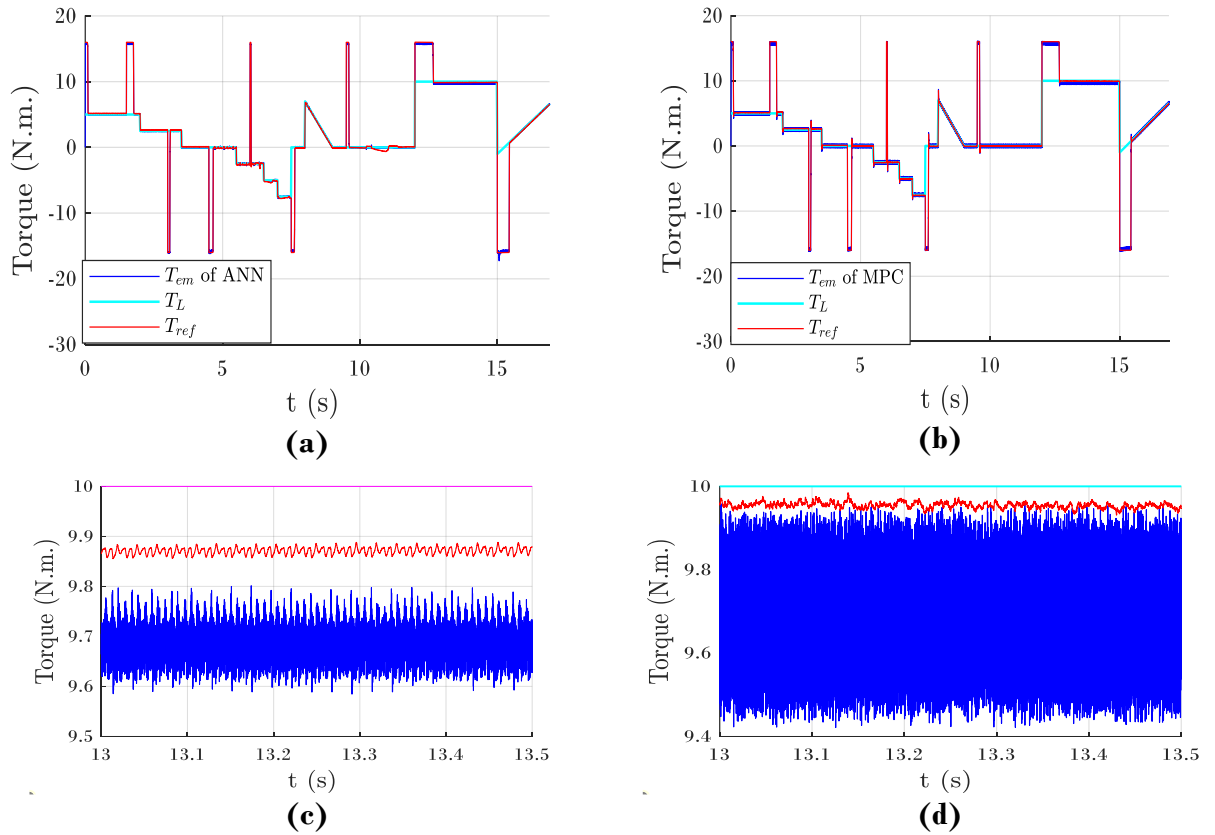 20
10
0
-10
-20
-30
Torque (N.m.)
T_em of ANN
T_L
T_ref
0
5
10
15
t (s)
(a)
20
10
0
-10
-20
-30
Torque (N.m.)
T_em of MPC
T_L
T_ref
0
5
10
15
t (s)
(b)
10
9.9
9.8
9.7
9.6
9.5
Torque (N.m.)
13
13.1
13.2
13.3
13.4
13.5
t (s)
(c)
10
9.8
9.6
9.4
Torque (N.m.)
13
13.1
13.2
13.3
13.4
13.5
t (s)
(d)